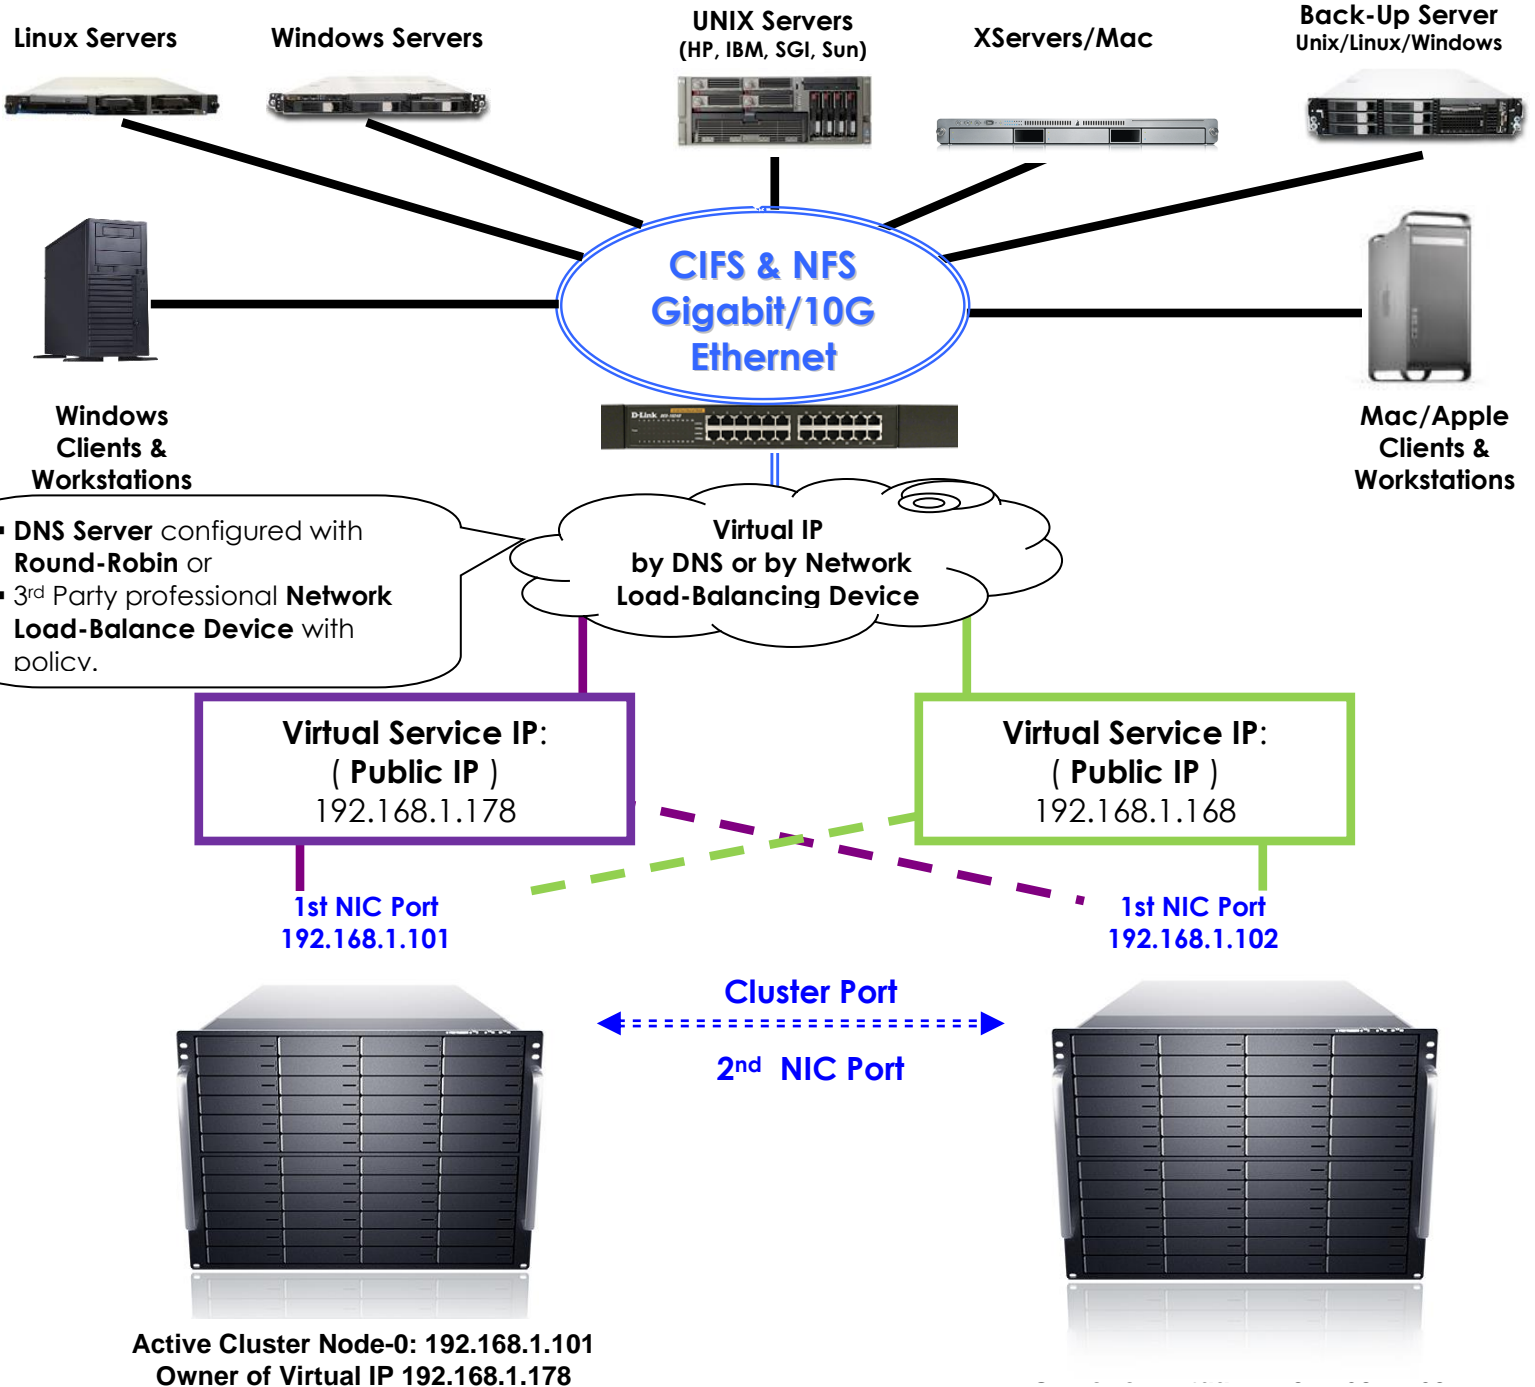 Linux Servers
Windows Servers
UNIX Servers
(HP, IBM, SGI, Sun)
XServers/Mac
Back-Up Server
Unix/Linux/Windows
CIFS & NFS
Gigabit/10G
Ethernet
D-Link
Windows
Clients &
Workstations
Mac/Apple
Clients &
Workstations
▪ DNS Server configured with
Round-Robin or
▪ 3rd Party professional Network
Load-Balance Device with
policy.
Virtual IP
by DNS or by Network
Load-Balancing Device
Virtual Service IP:
( Public IP )
192.168.1.178
Virtual Service IP:
( Public IP )
192.168.1.168
1st NIC Port
192.168.1.101
1st NIC Port
192.168.1.102
Cluster Port
2nd NIC Port
Active Cluster Node-0: 192.168.1.101
Owner of Virtual IP 192.168.1.178